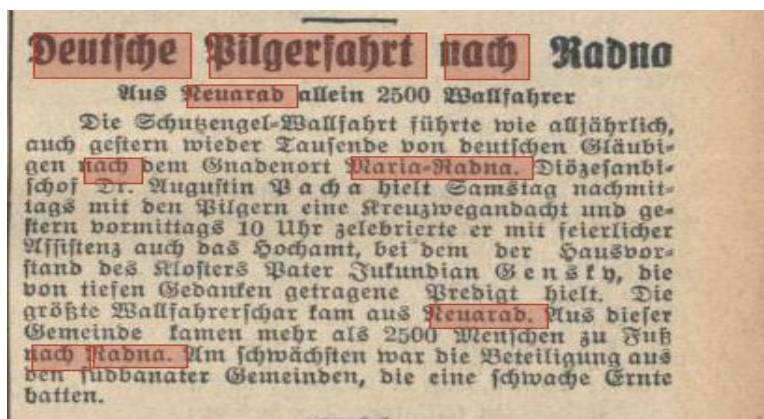 Deutsche Pilgerfahrt nach Radna
Aus Neuarad allein 2500 Wallfahrer
Die Schutzengel-Wallfahrt führte wie alljährlich,
auch gestern wieder Tausende von deutschen Gläubi-
gen nach dem Gnadenort Maria-Radna. Diözesanbi-
schof Dr. Augustin Pacha hielt Samstag nachmit-
tags mit den Pilgern eine Kreuzwegandacht und ge-
stern vormittags 10 Uhr zelebrierte er mit feierlicher
Assistenz auch das Hochamt, bei dem der Hausvor-
stand des Klosters Pater Jukundian Gensky, die
von tiefen Gedanken getragene Predigt hielt. Die
größte Wallfahrerschar kam aus Neuarad. Aus dieser
Gemeinde kamen mehr als 2500 Menschen zu Fuß
nach Radna. Am schwächsten war die Beteiligung aus
den südbanater Gemeinden, die eine schwache Ernte
hatten.